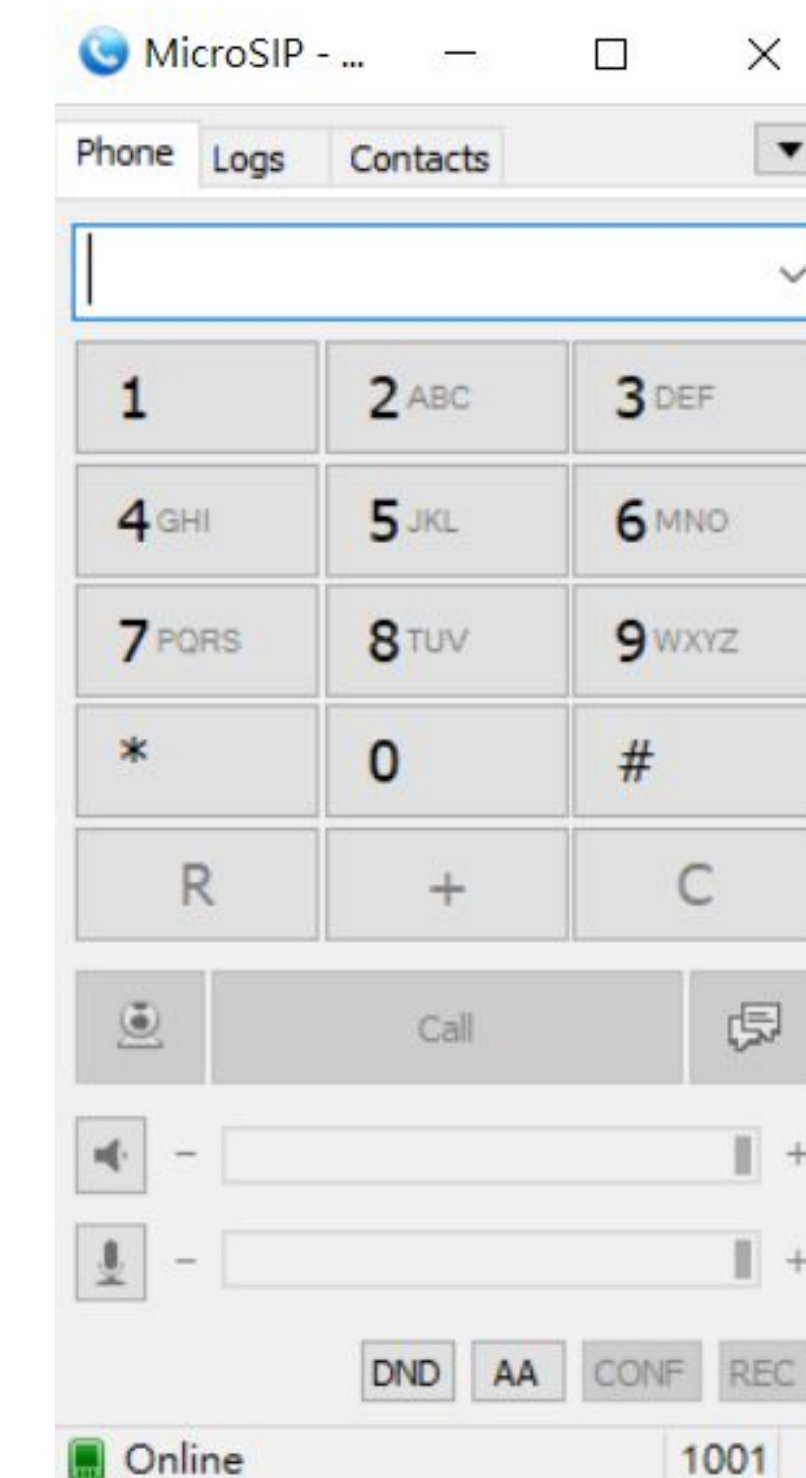 MicroSIP - ...
Phone Logs Contacts
1 2 ABC 3 DEF
4 GHI 5 JKL 6 MNO
7 PQRS 8 TUV 9 WXYZ
* 0 #
R + C
Call
- +
- +
DND AA CONF REC
Online 1001